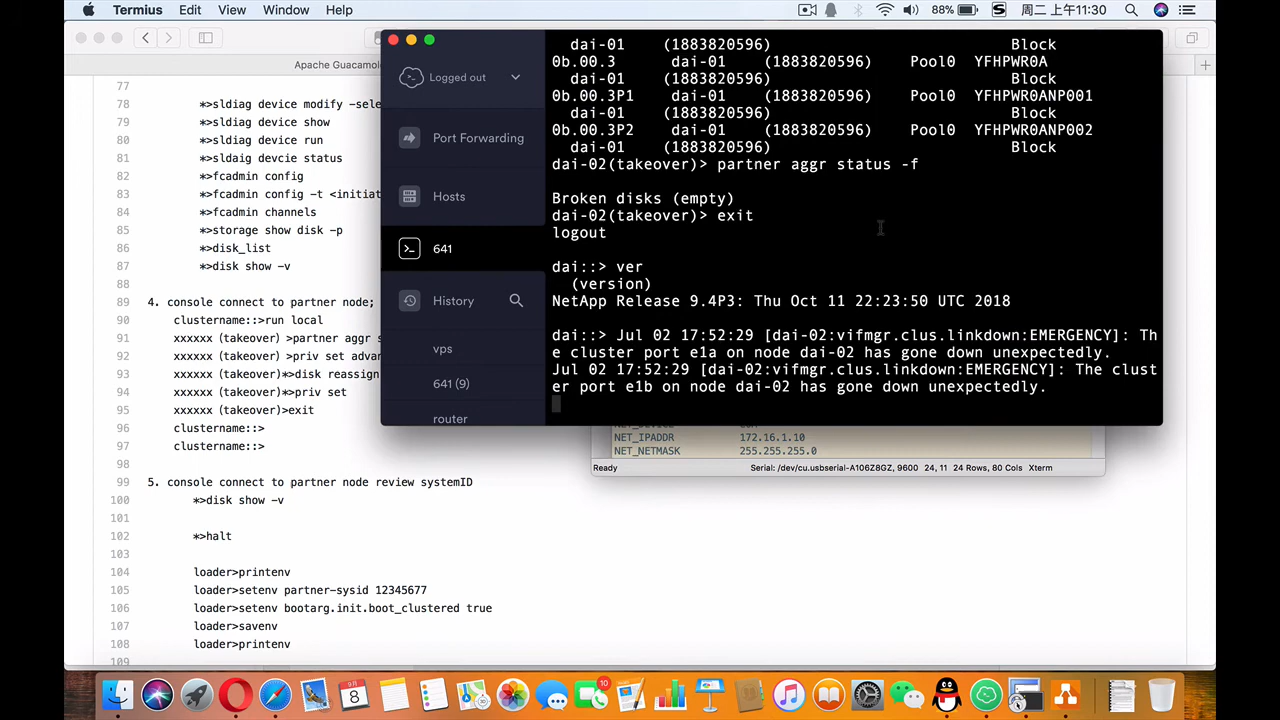 Termius Edit View Window Help
88% 周二 上午11:30
Apache Guacamol
77
78 *>sldiag device modify -sele
79 *>sldiag device show
80 *>sldiag device run
81 *>sldaig devcie status
82 *>fcadmin config
83 *>fcadmin config -t <initiat
84 *>fcadmin channels
85 *>storage show disk -p
86 *>disk_list
87 *>disk show -v
88
89 4. console connect to partner node;
90 clustername::>run local
91 xxxxxx (takeover) >partner aggr s
92 xxxxxx (takeover)>priv set advan
93 xxxxxx (takeover)*>disk reassign
94 xxxxxx (takeover)*>priv set
95 xxxxxx (takeover)>exit
96 clustername::>
97 clustername::>
98
99 5. console connect to partner node review systemID
100 *>disk show -v
101
102 *>halt
103
104 loader>printenv
105 loader>setenv partner-sysid 12345677
106 loader>setenv bootarg.init.boot_clustered true
107 loader>savenv
108 loader>printenv
109
Logged out
Port Forwarding
Hosts
641
History
vps
641 (9)
router
dai-01 (1883820596) Block
0b.00.3 dai-01 (1883820596) Pool0 YFHPWR0A
dai-01 (1883820596) Block
0b.00.3P1 dai-01 (1883820596) Pool0 YFHPWR0ANP001
dai-01 (1883820596) Block
0b.00.3P2 dai-01 (1883820596) Pool0 YFHPWR0ANP002
dai-01 (1883820596) Block
dai-02(takeover)> partner aggr status -f
Broken disks (empty)
dai-02(takeover)> exit
logout
dai::> ver
(version)
NetApp Release 9.4P3: Thu Oct 11 22:23:50 UTC 2018
dai::> Jul 02 17:52:29 [dai-02:vifmgr.clus.linkdown:EMERGENCY]: Th
e cluster port e1a on node dai-02 has gone down unexpectedly.
Jul 02 17:52:29 [dai-02:vifmgr.clus.linkdown:EMERGENCY]: The clust
er port e1b on node dai-02 has gone down unexpectedly.
NET_IPADDR 172.16.1.10
NET_NETMASK 255.255.255.0
Ready Serial: /dev/cu.usbserial-A106Z8GZ, 9600 24, 11 24 Rows, 80 Cols Xterm
10